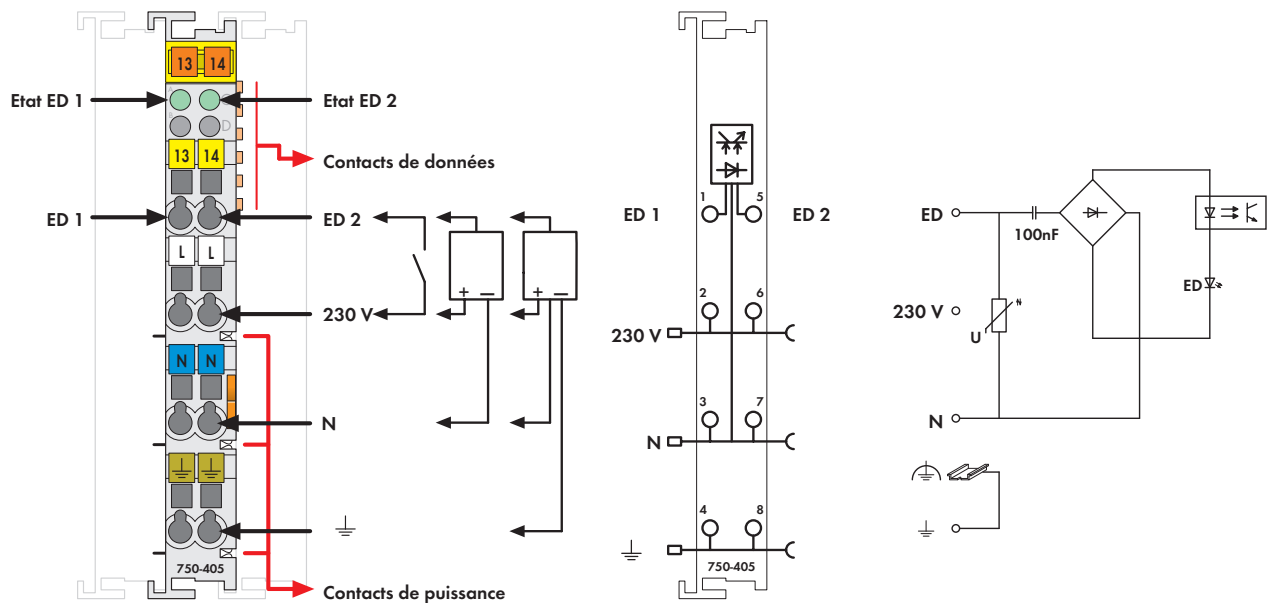 13 14
Etat ED 1
Etat ED 2
A
C
B
D
13 14
Contacts de données
ED 1
ED 2
L L
+ −
+ −
230 V
N N
N
750-405
Contacts de puissance
1
5
ED 1
ED 2
2
6
230 V
3
7
N
4
8
750-405
ED
100nF
ED
230 V
U
N